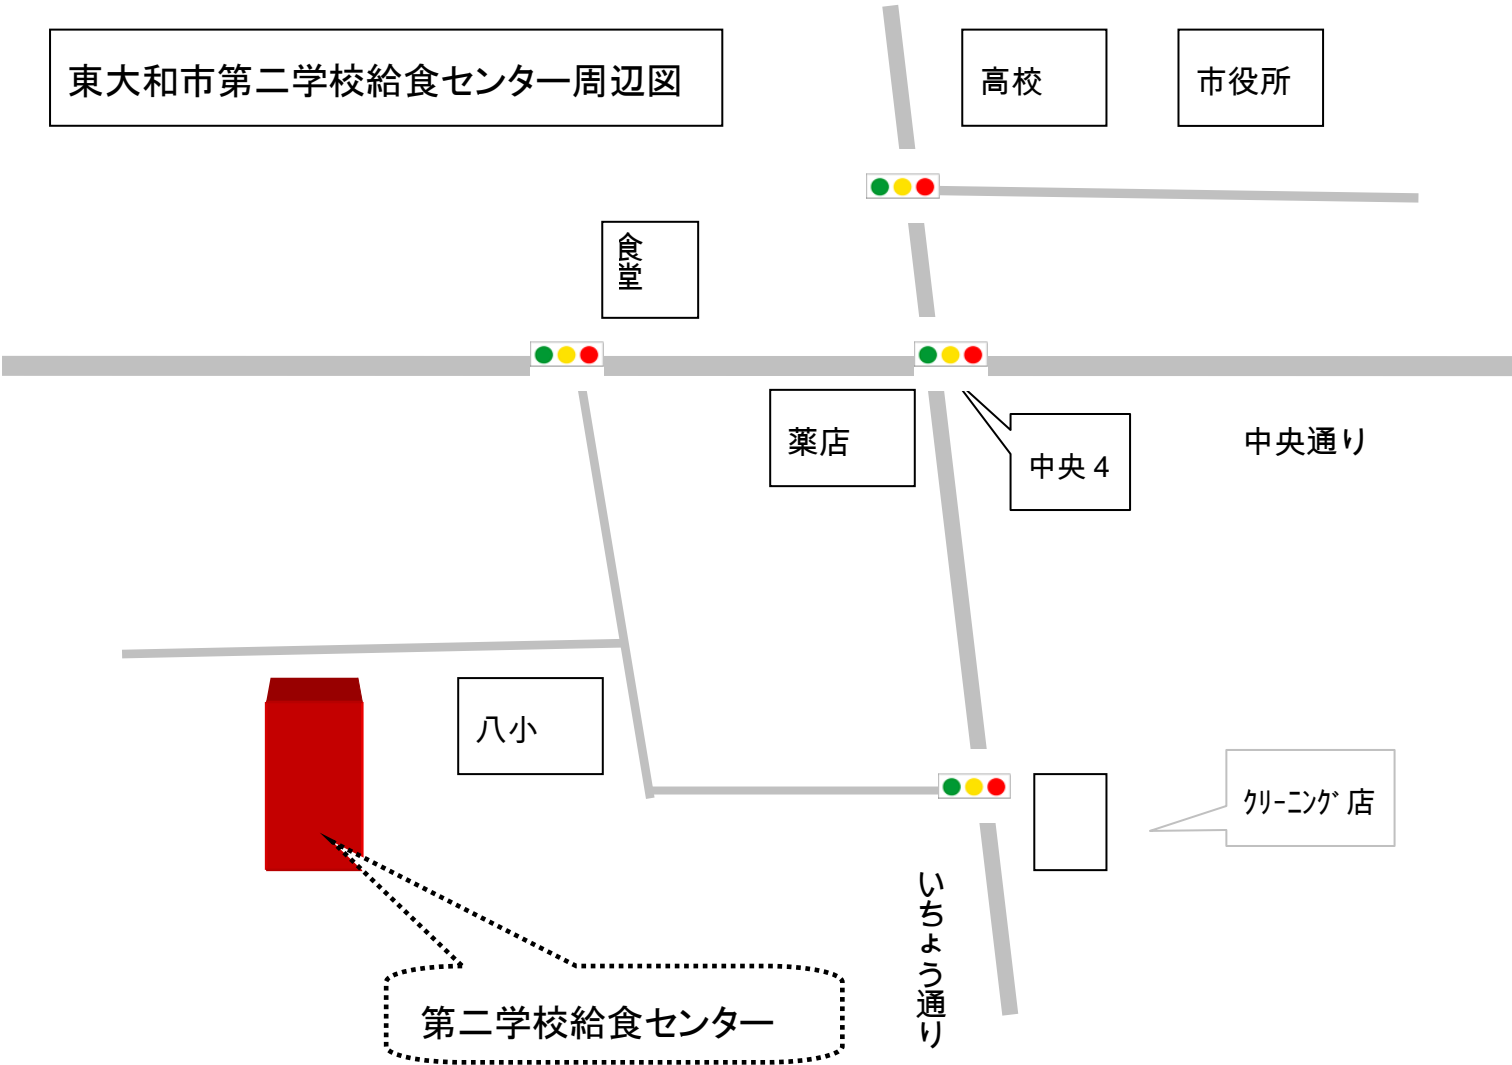 東大和市第二学校給食センター周辺図
高校
市役所
食堂
薬店
中央4
中央通り
八小
ｸﾘｰﾆﾝｸﾞ店
いちょう通り
第二学校給食センター